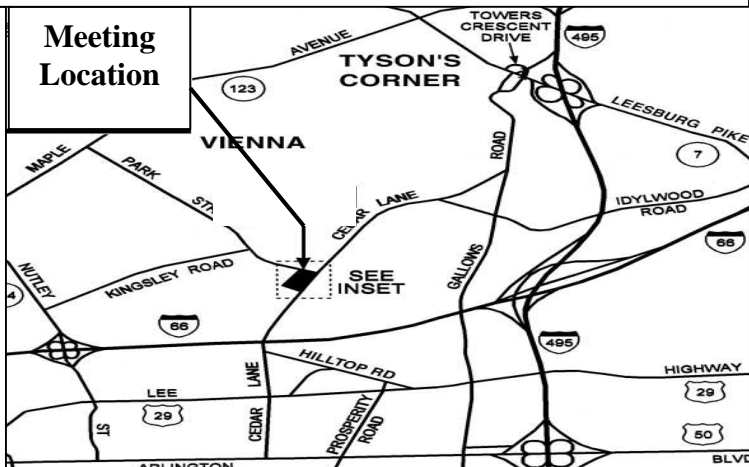 Meeting
Location
TOWERS
CRESCENT
DRIVE
495
AVENUE
TYSON'S
CORNER
123
LEESBURG PIKE
VIENNA
ROAD
7
MAPLE
PARK
CEDAR LANE
IDYLWOOD
ROAD
66
NUTLEY
KINGSLEY ROAD
SEE
INSET
GALLOWS
4
66
495
HILLTOP RD
HIGHWAY
LANE
LEE
29
29
ST
CEDAR
PROSPERITY
ROAD
50
ARLINGTON
BLVD